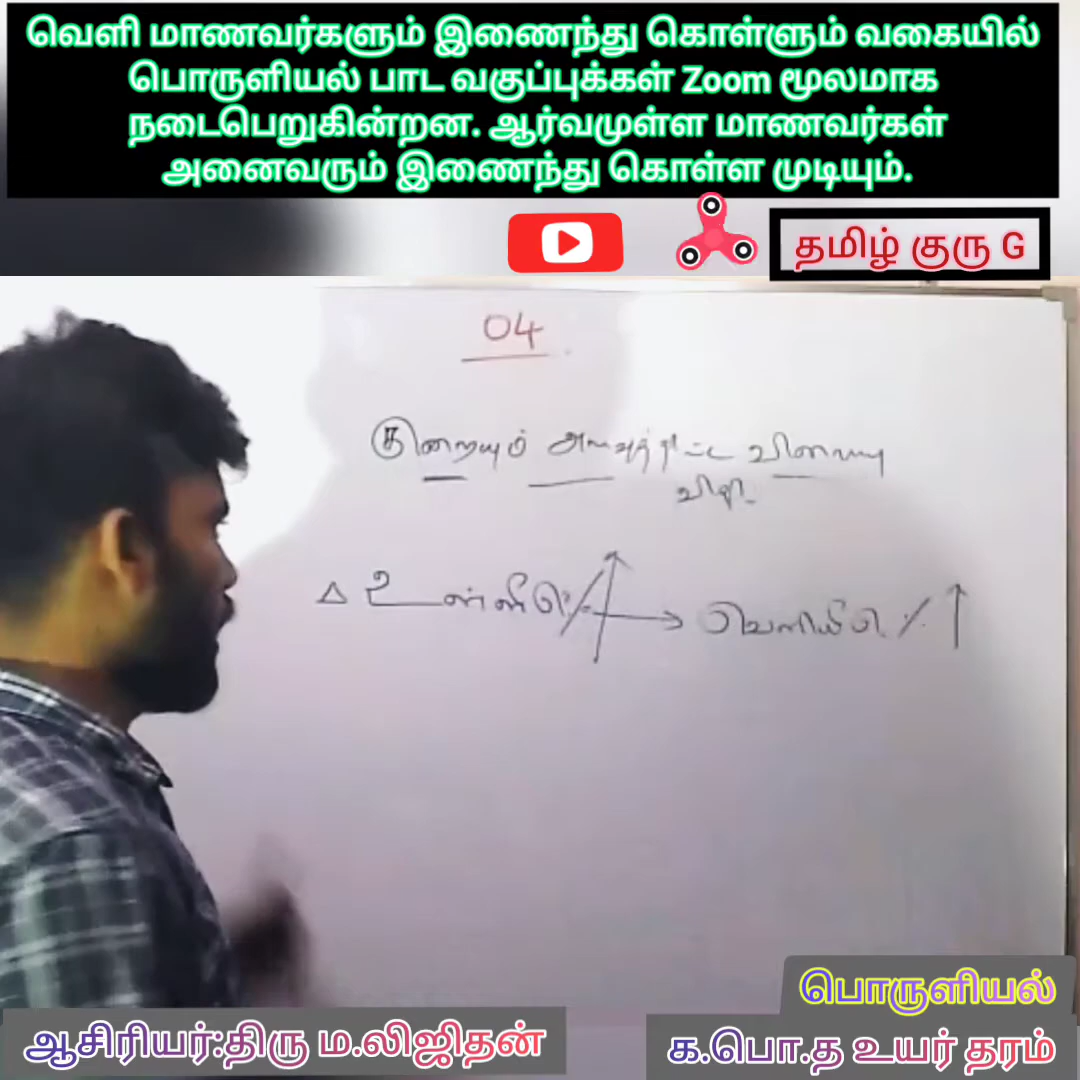 வெளி மாணவர்களும் இணைந்து கொள்ளும் வகையில்
பொருளியல் பாட வகுப்புக்கள் Zoom மூலமாக
நடைபெறுகின்றன. ஆர்வமுள்ள மாணவர்கள்
அனைவரும் இணைந்து கொள்ள முடியும்.
தமிழ் குரு G
04
குறையும் அளவுத்திட்ட விளைவு
விதி
△ உள்ளீடு % ↑ → வெளியீடு % ↑
பொருளியல்
ஆசிரியர்:திரு ம.லிஜிதன்
க.பொ.த உயர் தரம்